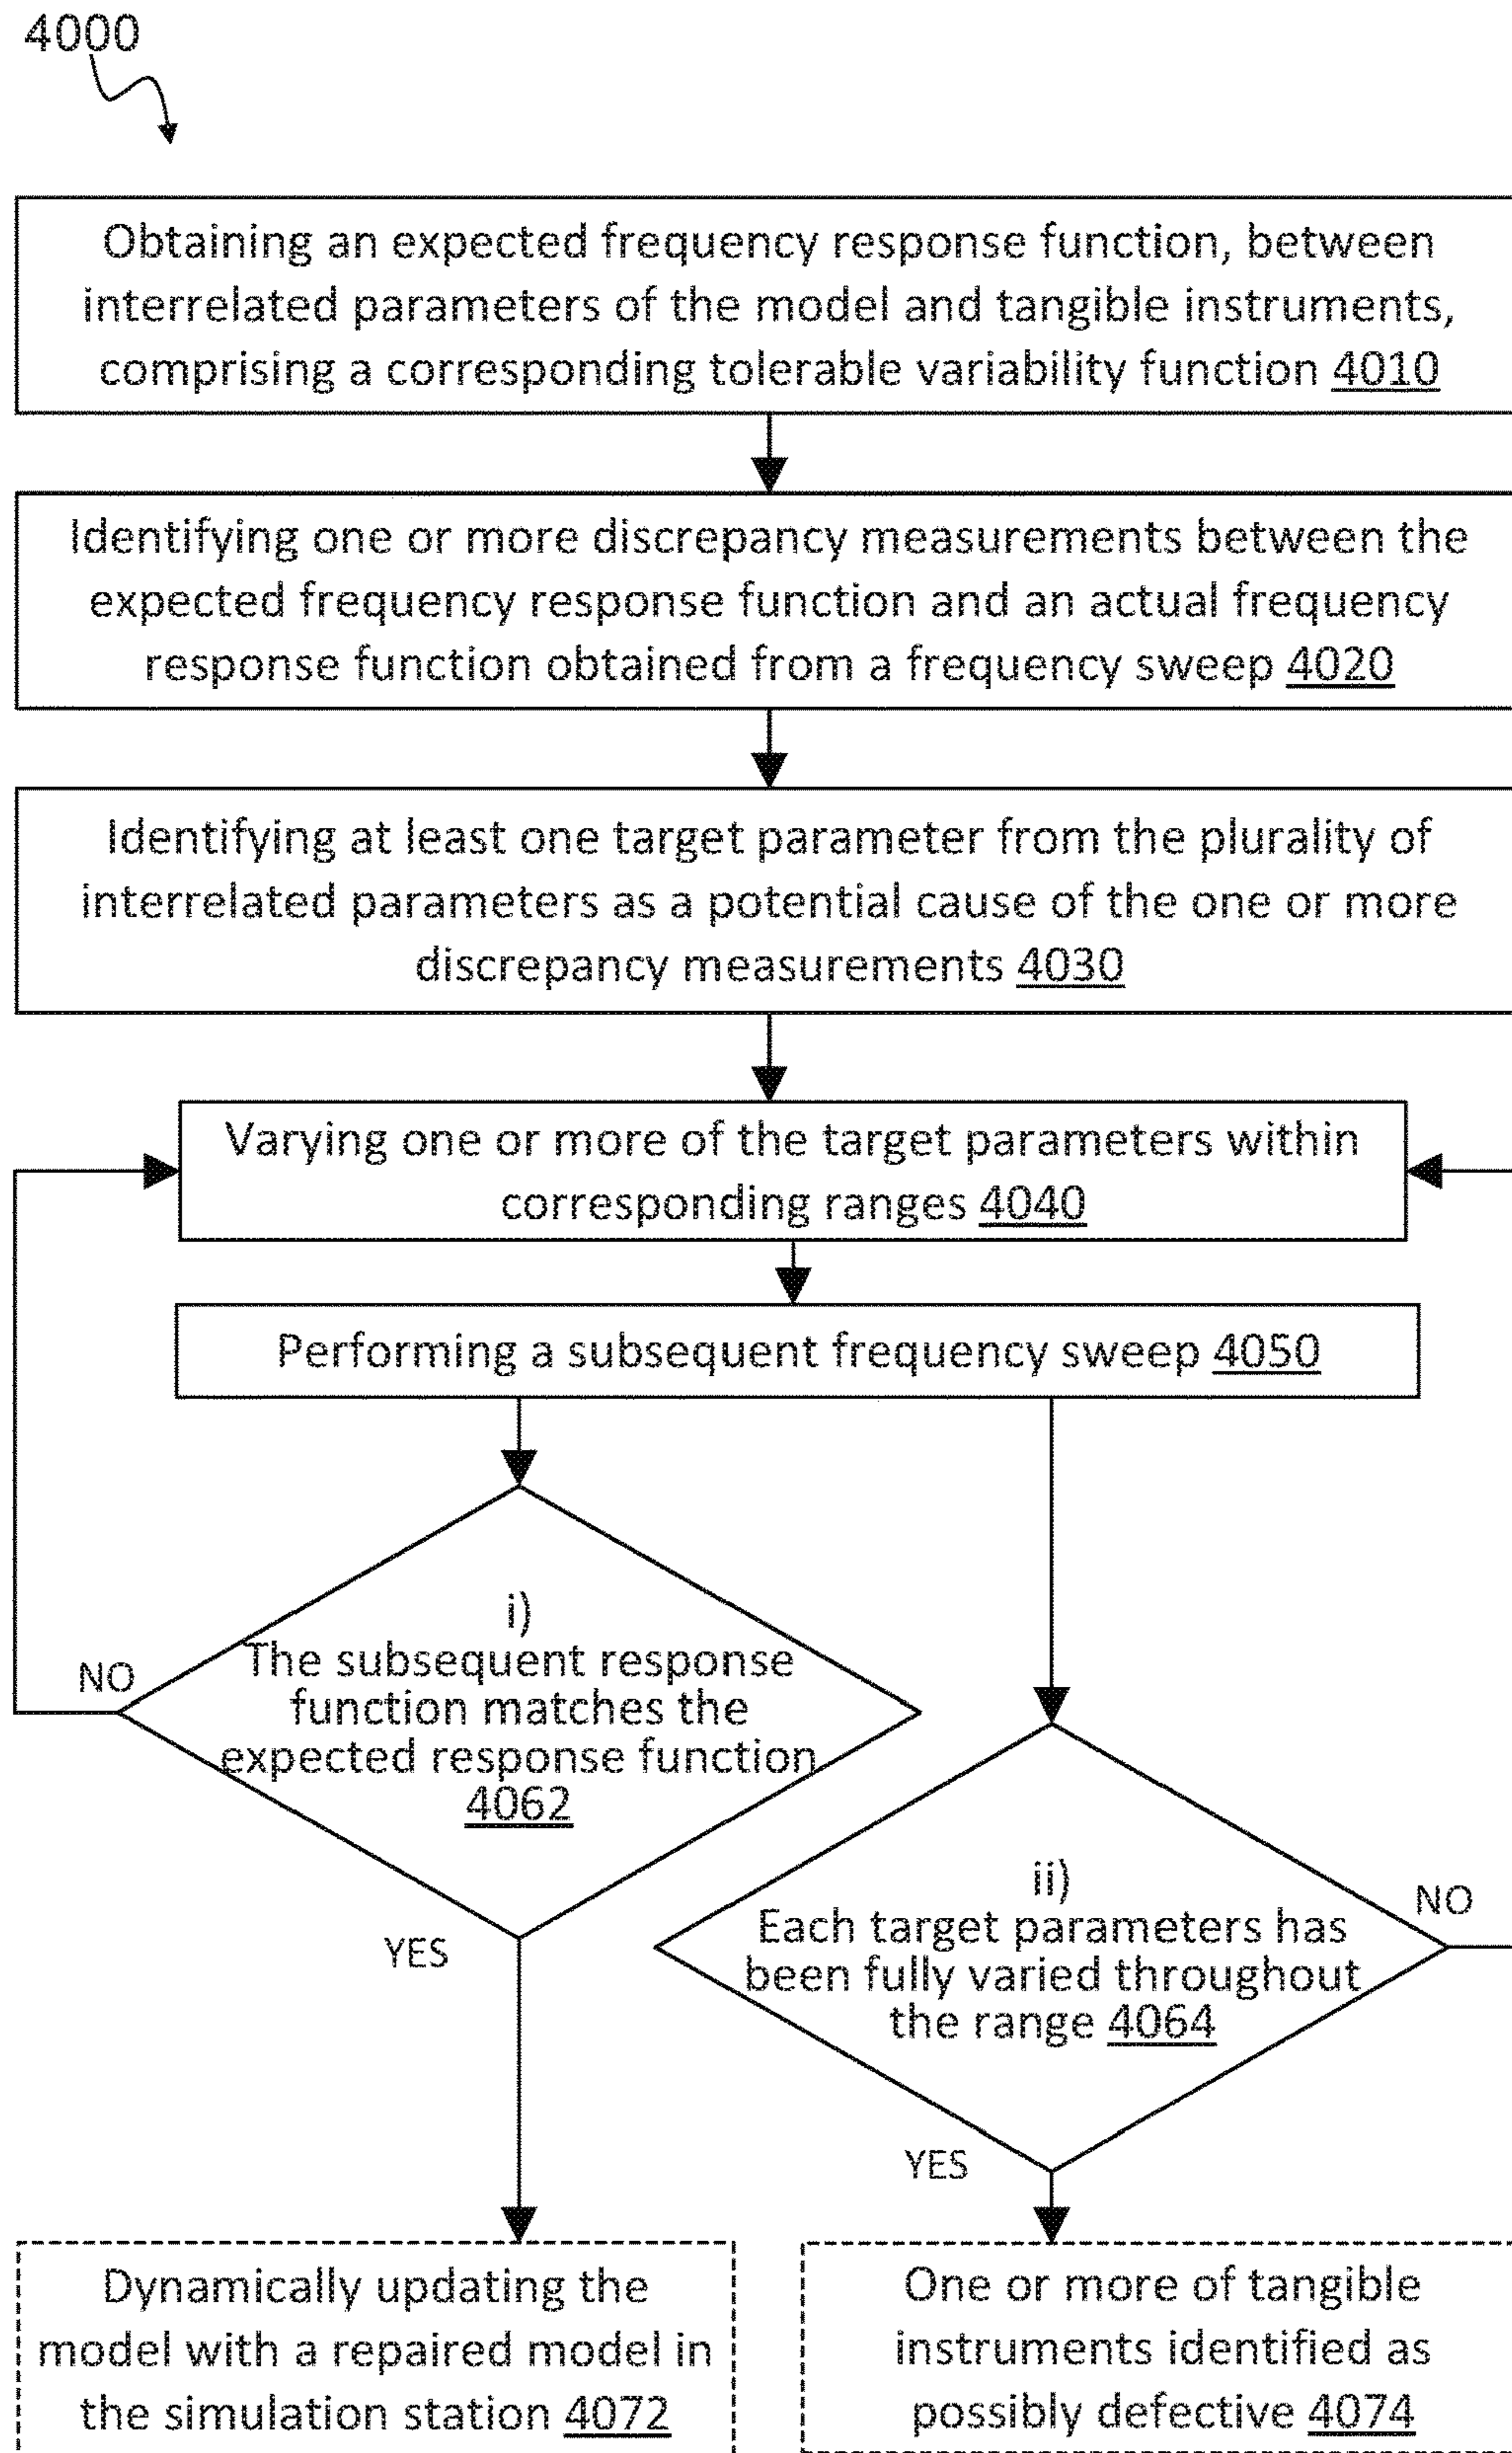 4000
Obtaining an expected frequency response function, between
interrelated parameters of the model and tangible instruments,
comprising a corresponding tolerable variability function 4010
Identifying one or more discrepancy measurements between the
expected frequency response function and an actual frequency
response function obtained from a frequency sweep 4020
Identifying at least one target parameter from the plurality of
interrelated parameters as a potential cause of the one or more
discrepancy measurements 4030
Varying one or more of the target parameters within
corresponding ranges 4040
Performing a subsequent frequency sweep 4050
i)
The subsequent response
function matches the
expected response function
4062
NO
YES
ii)
Each target parameters has
been fully varied throughout
the range 4064
NO
YES
Dynamically updating the
model with a repaired model in
the simulation station 4072
One or more of tangible
instruments identified as
possibly defective 4074